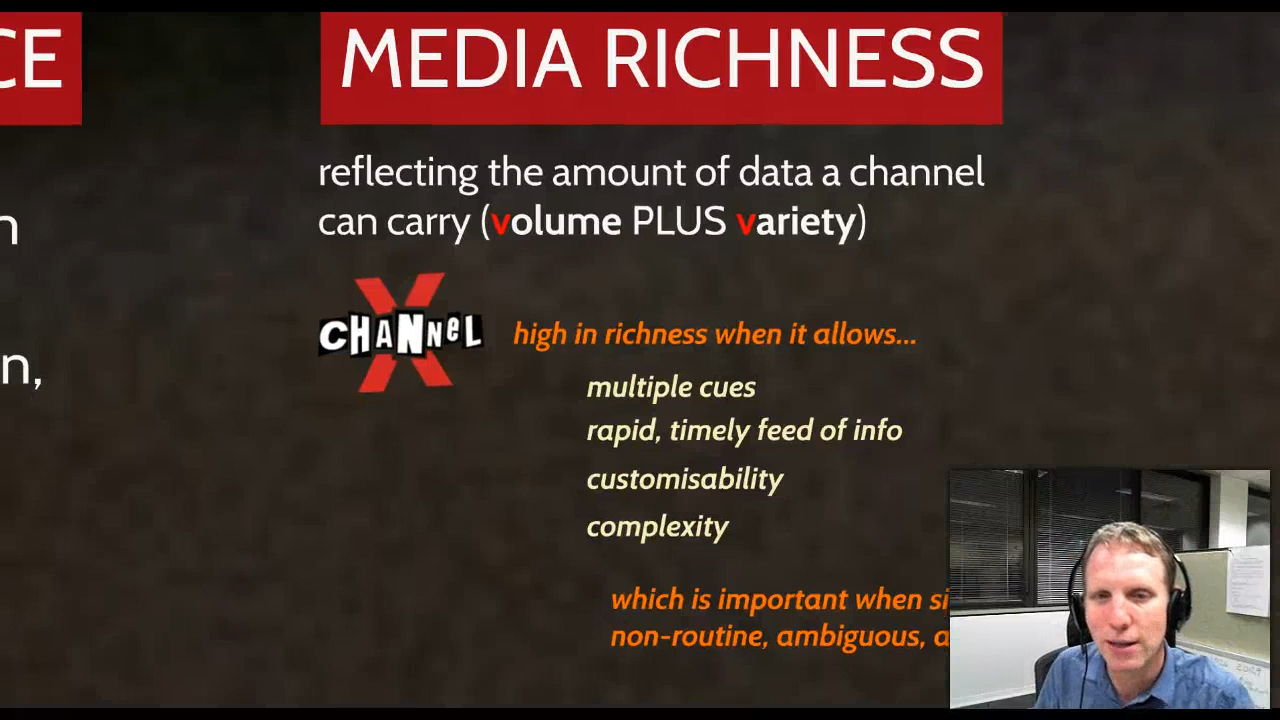 CE
MEDIA RICHNESS
reflecting the amount of data a channel
can carry (volume PLUS variety)
n
CHANNEL
X
high in richness when it allows...
n,
multiple cues
rapid, timely feed of info
customisability
complexity
which is important when si
non-routine, ambiguous, a